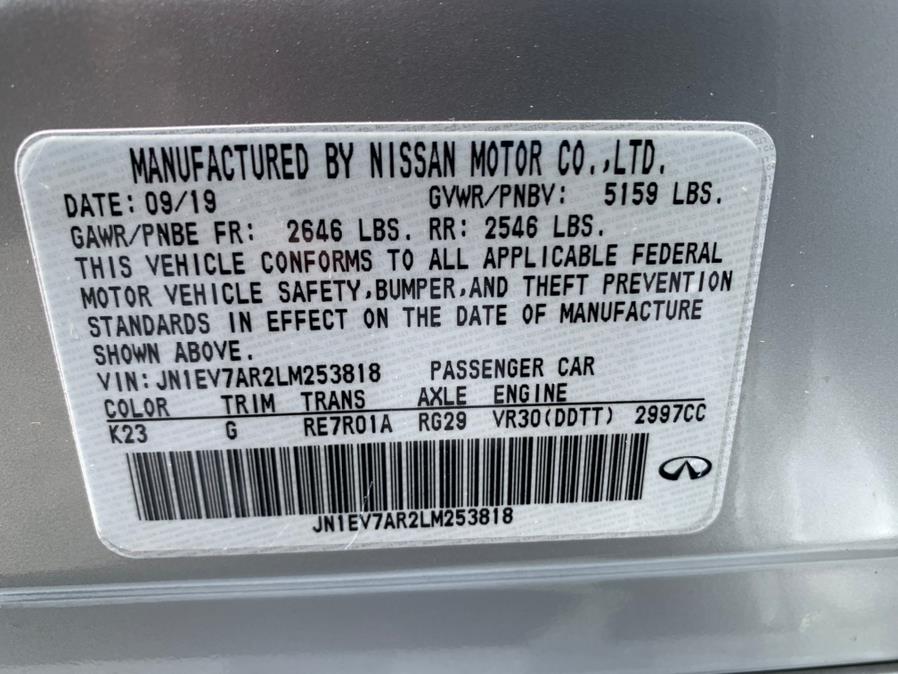 MANUFACTURED BY NISSAN MOTOR CO.,LTD.
DATE: 09/19 GVWR/PNBV: 5159 LBS.
GAWR/PNBE FR: 2646 LBS. RR: 2546 LBS.
THIS VEHICLE CONFORMS TO ALL APPLICABLE FEDERAL
MOTOR VEHICLE SAFETY,BUMPER,AND THEFT PREVENTION
STANDARDS IN EFFECT ON THE DATE OF MANUFACTURE
SHOWN ABOVE.
VIN: JN1EV7AR2LM253818 PASSENGER CAR
COLOR TRIM TRANS AXLE ENGINE
K23 G RE7R01A RG29 VR30(DDTT) 2997CC
JN1EV7AR2LM253818